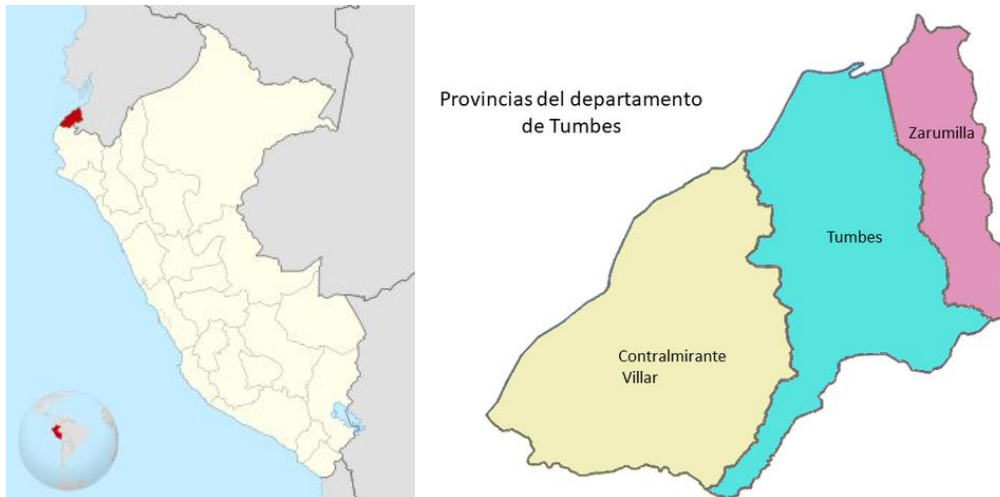 Provincias del departamento
de Tumbes
Zarumilla
Tumbes
Contralmirante
Villar